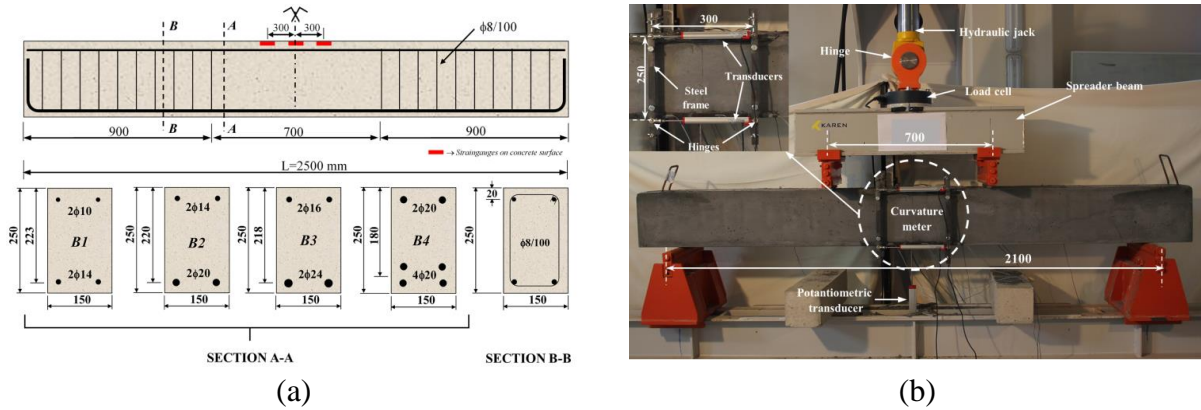 B A
300 300
ϕ8/100
B A
900 700 900
→ Straingauges on concrete surface
L=2500 mm
250 223 2ϕ10 B1 2ϕ14 150
250 220 2ϕ14 B2 2ϕ20 150
250 218 2ϕ16 B3 2ϕ24 150
250 180 2ϕ20 B4 4ϕ20 150
250 20 ϕ8/100 150
SECTION A-A SECTION B-B
(a)
300
250
Transducers
Steel
frame
Hinges
Hydraulic jack
Hinge
Load cell
Spreader beam
KAREN
700
Curvature
meter
2100
Potantiometric
transducer
(b)